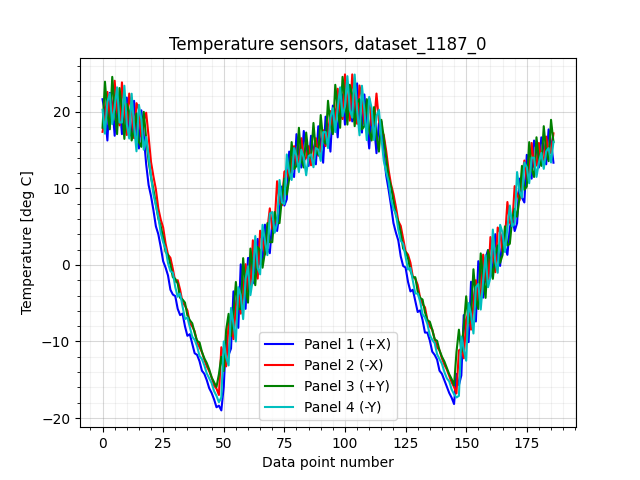 Temperature sensors, dataset_1187_0
Temperature [deg C]
20
10
0
−10
−20
Panel 1 (+X)
Panel 2 (-X)
Panel 3 (+Y)
Panel 4 (-Y)
0 25 50 75 100 125 150 175
Data point number